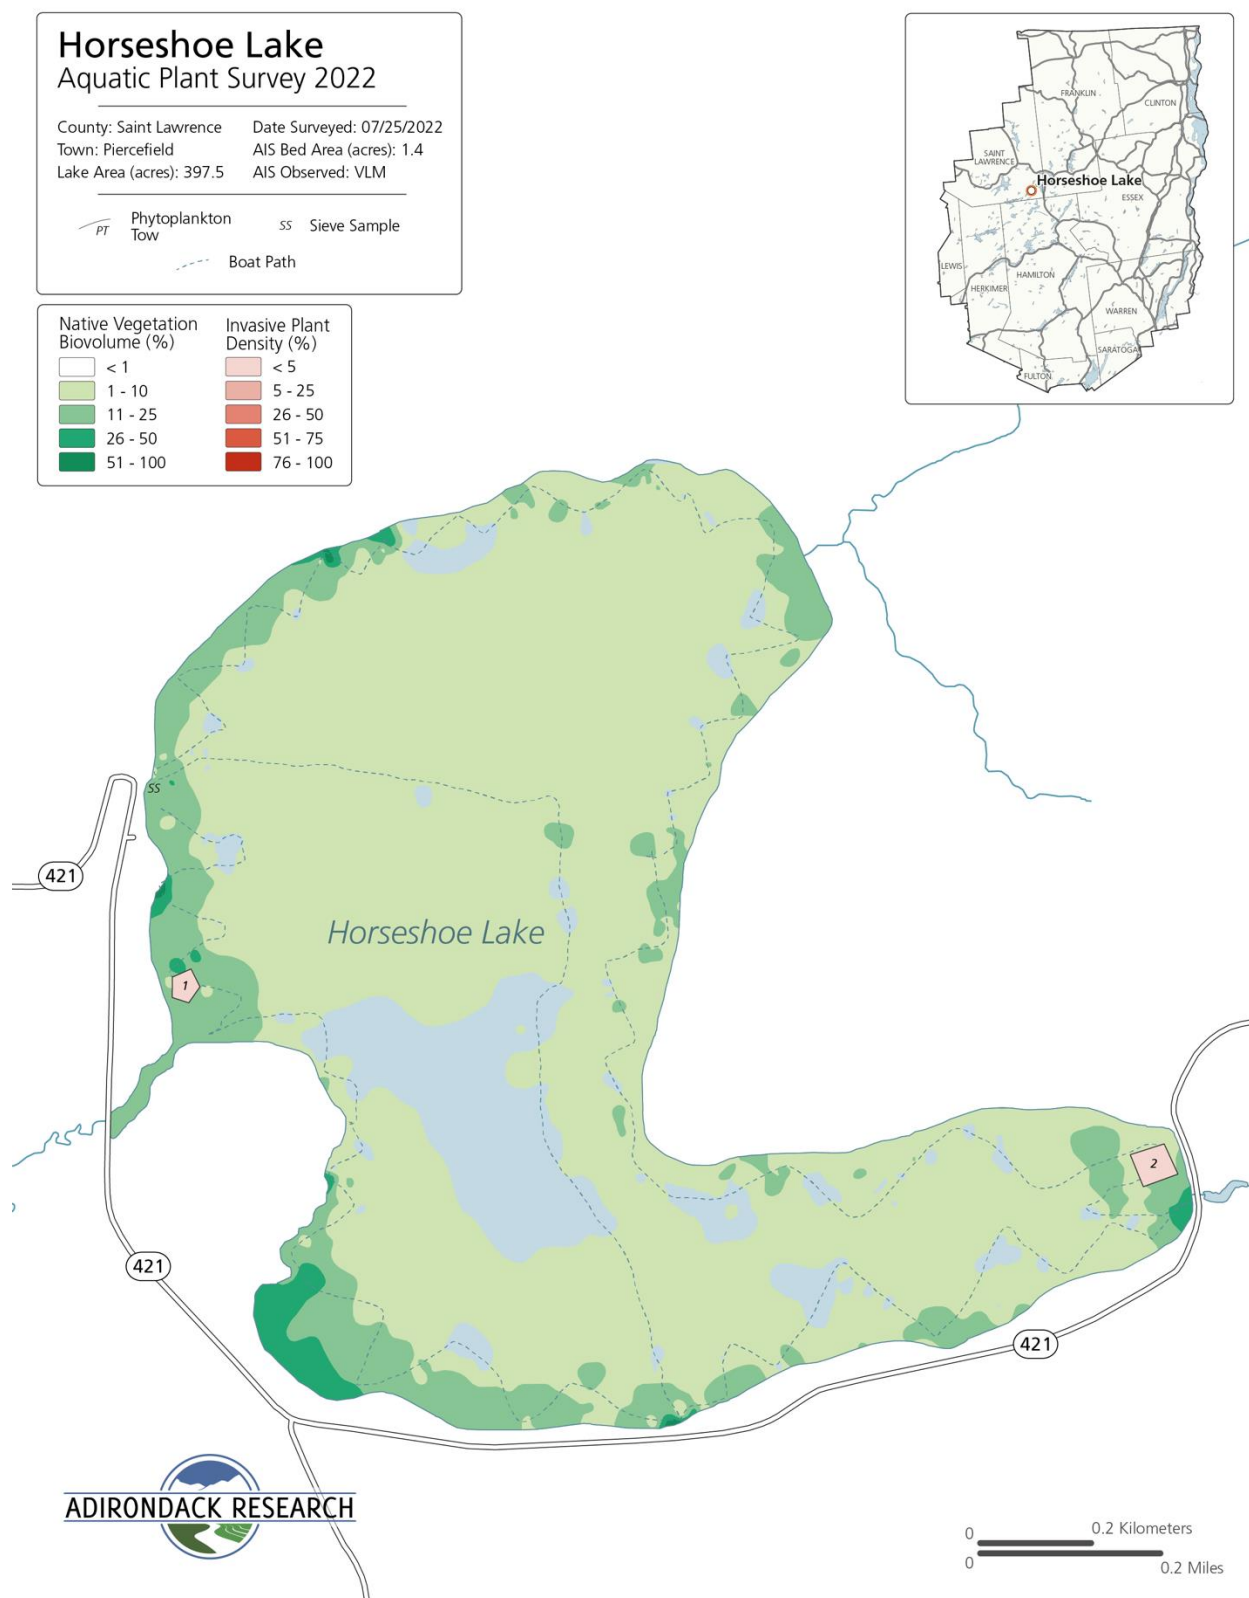 Horseshoe Lake
Aquatic Plant Survey 2022
County: Saint Lawrence
Date Surveyed: 07/25/2022
Town: Piercefield
AIS Bed Area (acres): 1.4
Lake Area (acres): 397.5
AIS Observed: VLM
PT
Phytoplankton
Tow
SS
Sieve Sample
Boat Path
Native Vegetation
Biovolume (%)
< 1
1 - 10
11 - 25
26 - 50
51 - 100
Invasive Plant
Density (%)
< 5
5 - 25
26 - 50
51 - 75
76 - 100
FRANKLIN
CLINTON
SAINT
LAWRENCE
Horseshoe Lake
ESSEX
LEWIS
HAMILTON
HERKIMER
WARREN
SARATOGA
FULTON
SS
421
Horseshoe Lake
1
2
421
421
ADIRONDACK RESEARCH
0
0.2 Kilometers
0
0.2 Miles